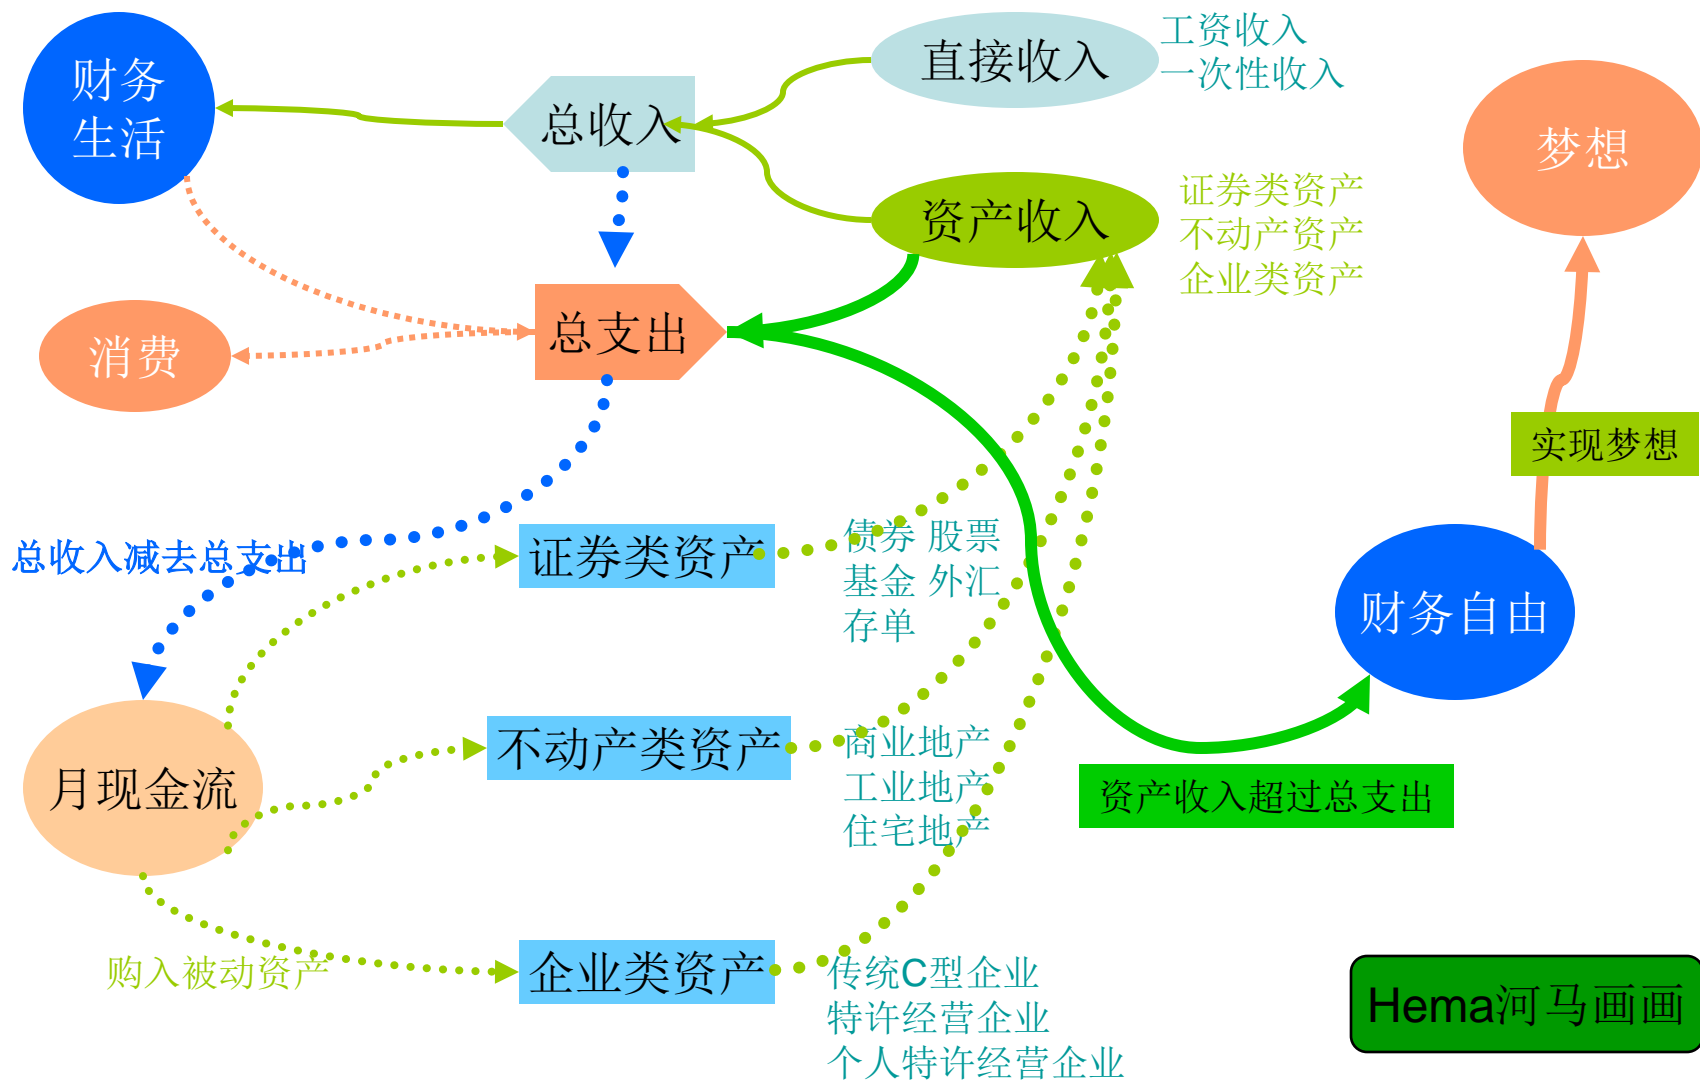 财务
生活
总收入
直接收入
工资收入
一次性收入
梦想
资产收入
证券类资产
不动产资产
企业类资产
消费
总支出
实现梦想
总收入减去总支出
证券类资产
债券 股票
基金 外汇
存单
财务自由
月现金流
不动产类资产
商业地产
工业地产
住宅地产
资产收入超过总支出
购入被动资产
企业类资产
传统C型企业
特许经营企业
个人特许经营企业
Hema河马画画